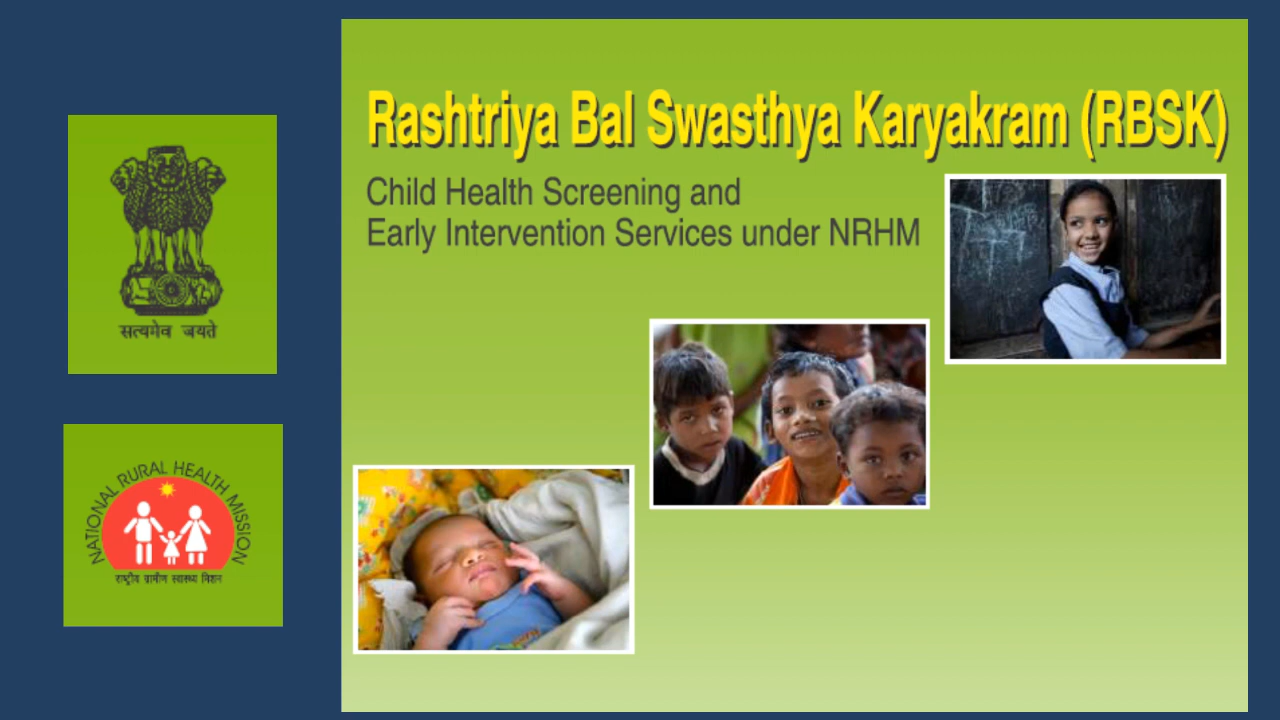 सत्यमेव जयते
NATIONAL RURAL HEALTH MISSION
राष्ट्रीय ग्रामीण स्वास्थ्य मिशन
Rashtriya Bal Swasthya Karyakram (RBSK)
Child Health Screening and
Early Intervention Services under NRHM